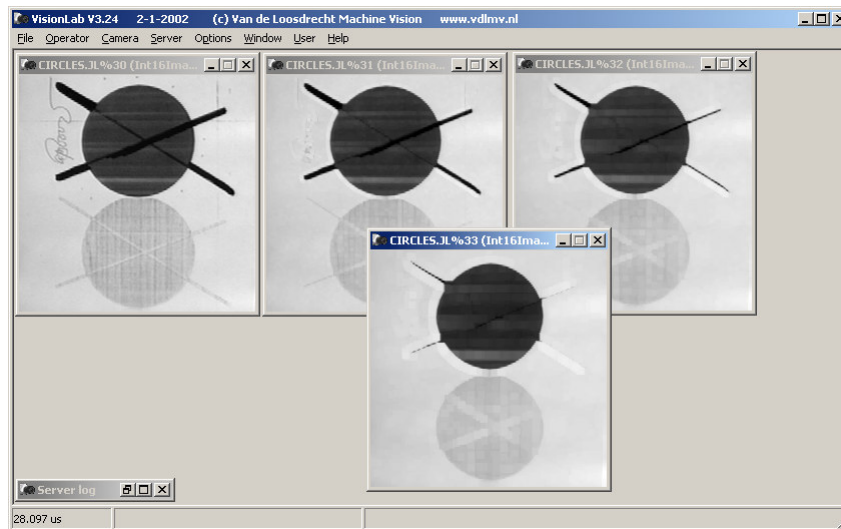 VisionLab V3.24 2-1-2002 (c) Van de Loosdrecht Machine Vision www.vdlmv.nl
File Operator Camera Server Options Window User Help
CIRCLES.JL%30 (Int16Ima...
CIRCLES.JL%31 (Int16Ima...
CIRCLES.JL%32 (Int16Ima...
CIRCLES.JL%33 (Int16Ima...
Server log
28.097 us